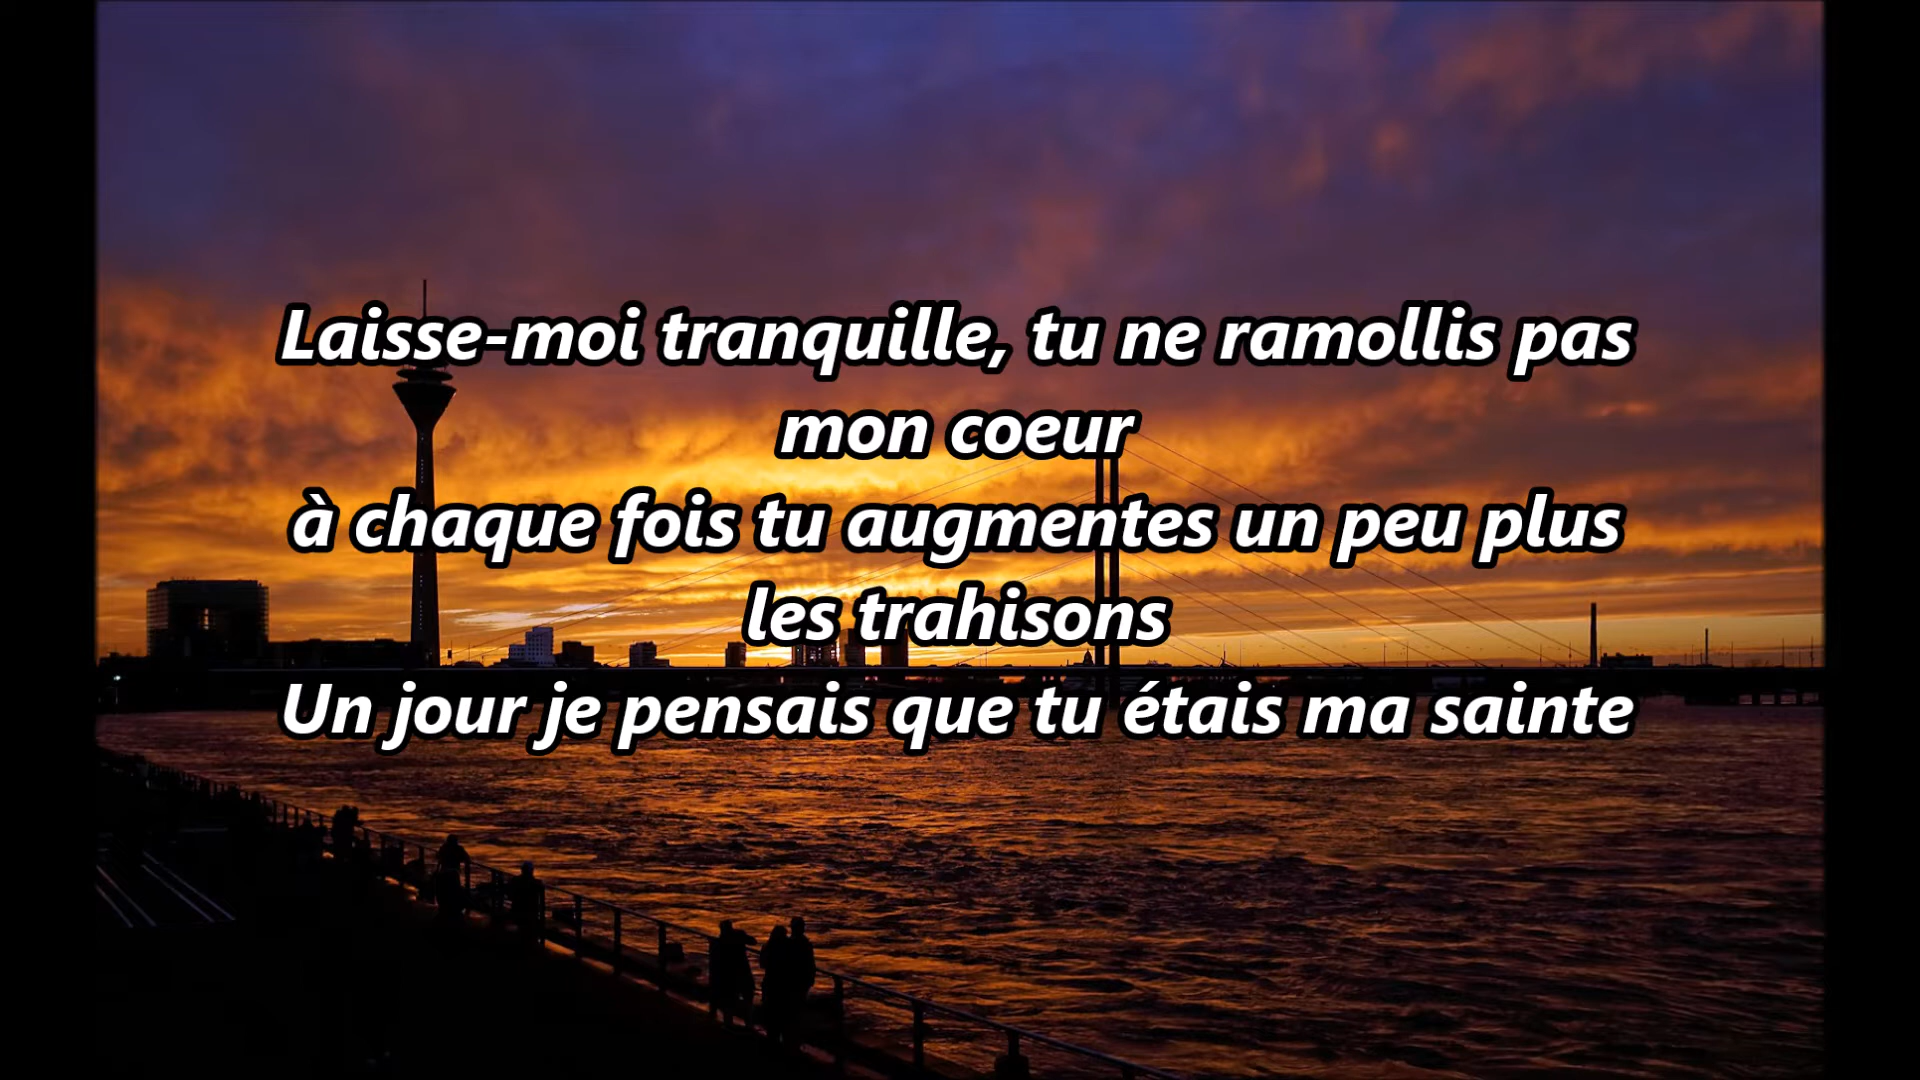 Laisse-moi tranquille, tu ne ramollis pas
mon coeur
à chaque fois tu augmentes un peu plus
les trahisons
Un jour je pensais que tu étais ma sainte